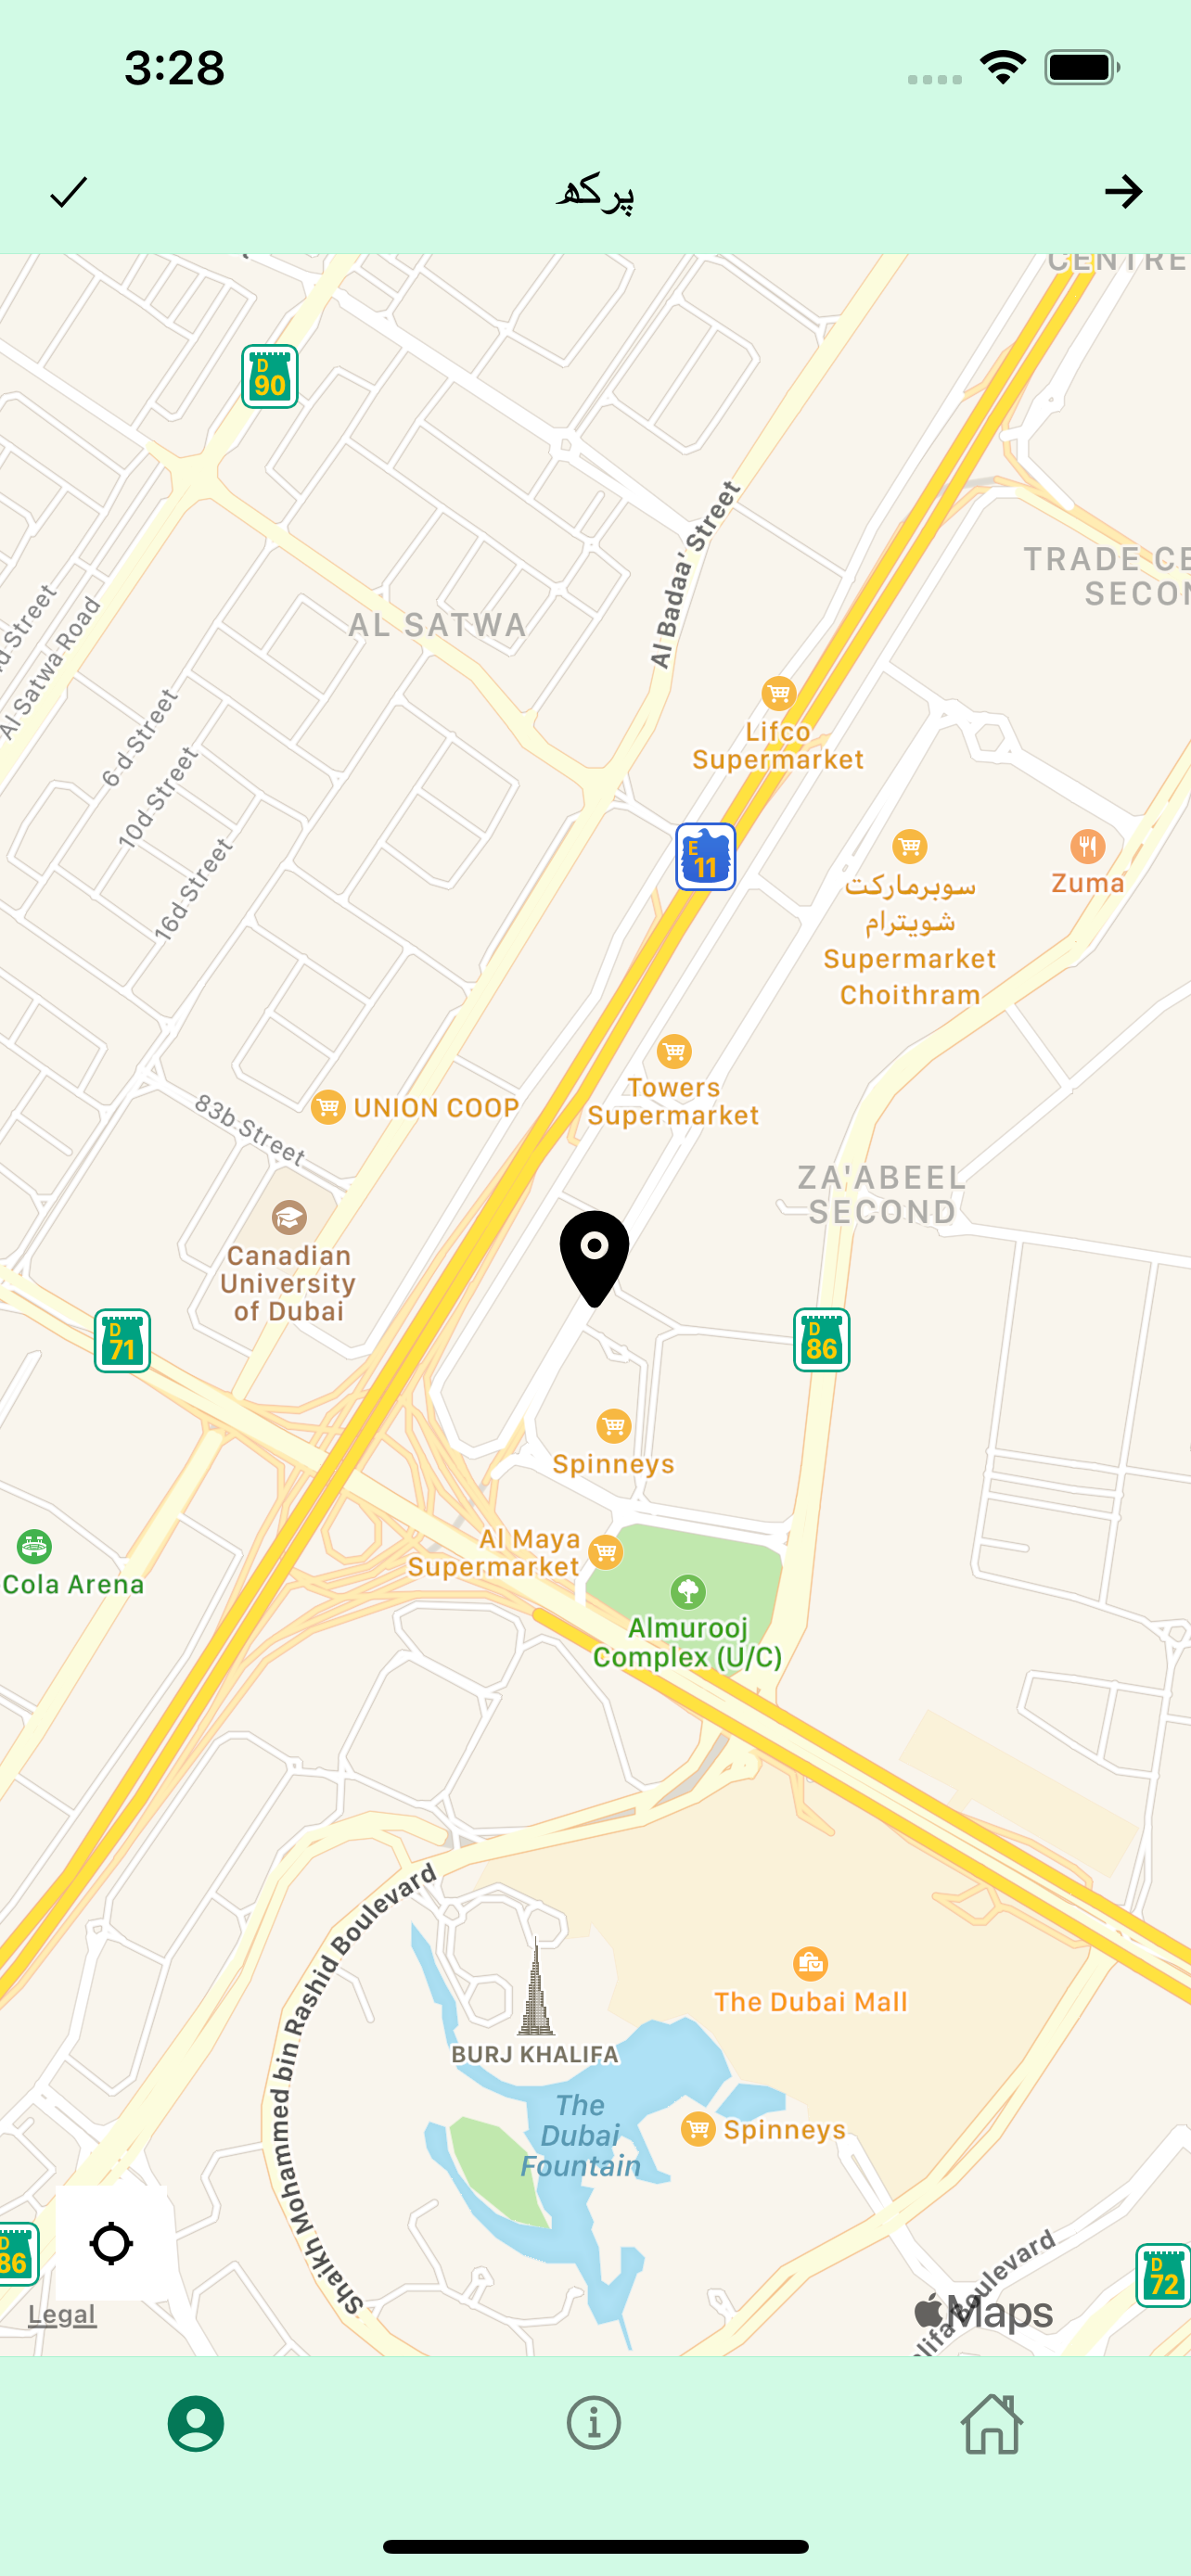 3:28
پرکھ
CENTRE
D
90
Al Badaa' Street
TRADE CE
SECON
d Street
Al Satwa Road
AL SATWA
6 d Street
10d Street
16d Street
Lifco
Supermarket
E
11
سوبرماركت
شويترام
Supermarket
Choithram
Zuma
Towers
Supermarket
UNION COOP
83b Street
ZA'ABEEL
SECOND
Canadian
University
of Dubai
D
71
D
86
Spinneys
Al Maya
Supermarket
Cola Arena
Almurooj
Complex (U/C)
Shaikh Mohammed bin Rashid Boulevard
The Dubai Mall
BURJ KHALIFA
The
Dubai
Fountain
Spinneys
D
86
D
72
Legal
Maps
alifa Boulevard